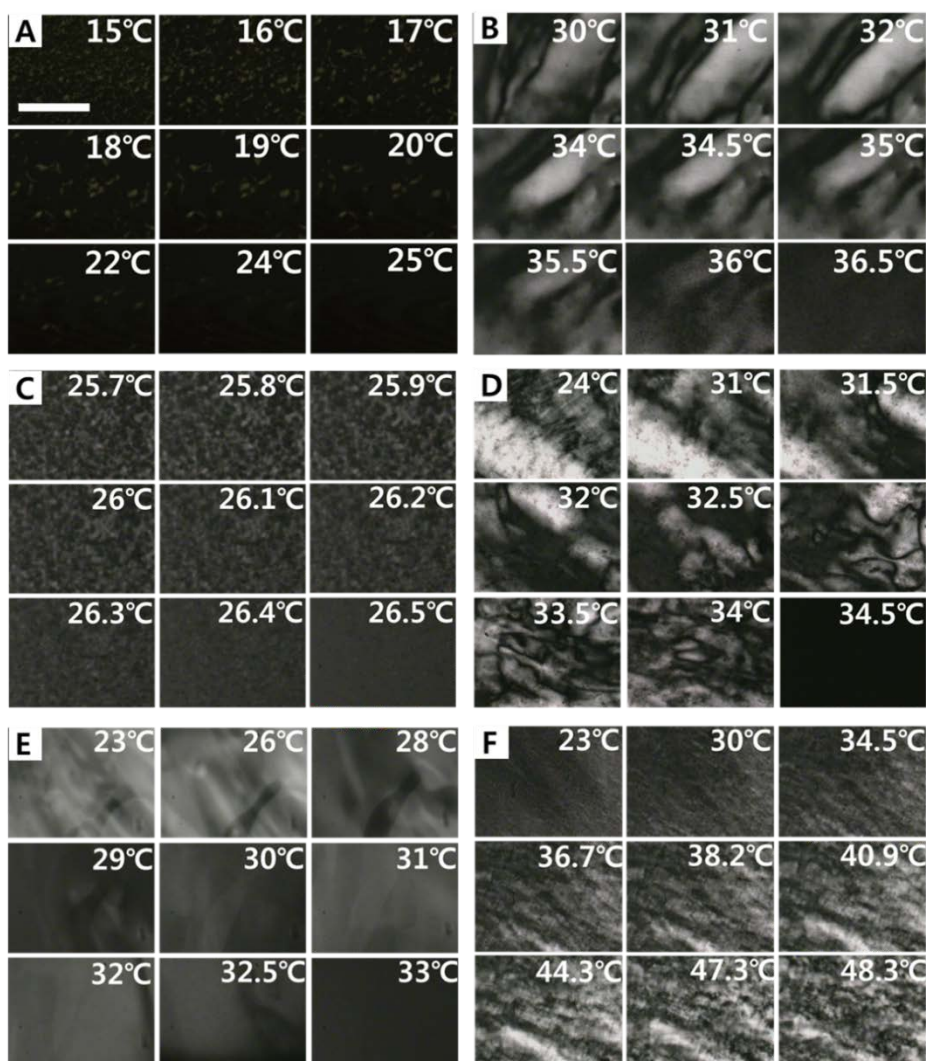 A 15℃ 16℃ 17℃
18℃ 19℃ 20℃
22℃ 24℃ 25℃
B 30℃ 31℃ 32℃
34℃ 34.5℃ 35℃
35.5℃ 36℃ 36.5℃
C 25.7℃ 25.8℃ 25.9℃
26℃ 26.1℃ 26.2℃
26.3℃ 26.4℃ 26.5℃
D 24℃ 31℃ 31.5℃
32℃ 32.5℃
33.5℃ 34℃ 34.5℃
E 23℃ 26℃ 28℃
29℃ 30℃ 31℃
32℃ 32.5℃ 33℃
F 23℃ 30℃ 34.5℃
36.7℃ 38.2℃ 40.9℃
44.3℃ 47.3℃ 48.3℃